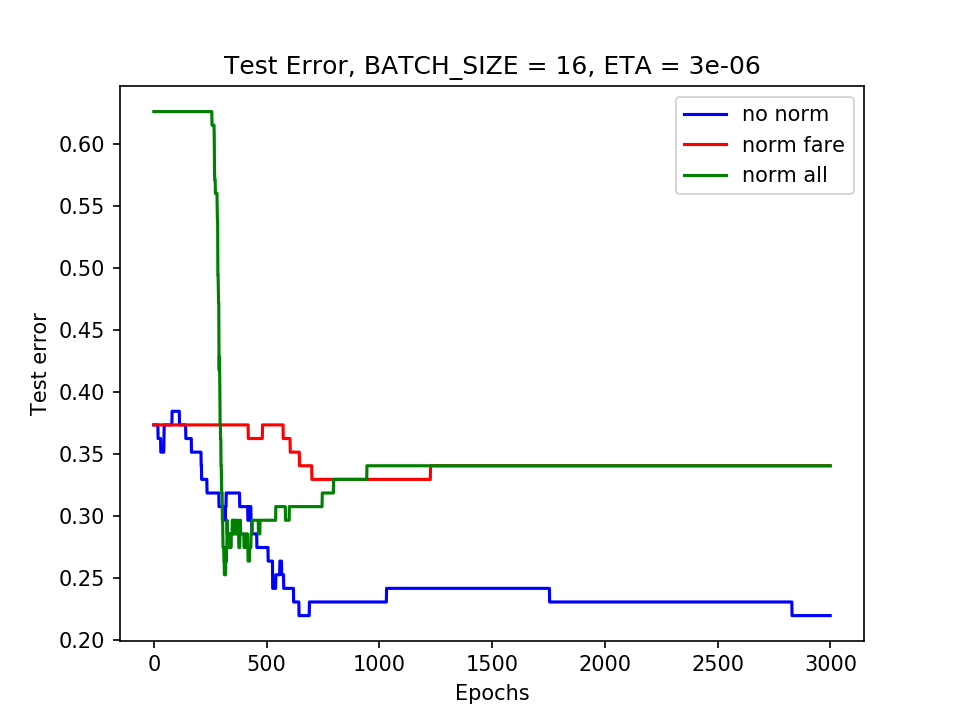 Test Error, BATCH_SIZE = 16, ETA = 3e-06
no norm
norm fare
norm all
0.60
0.55
0.50
0.45
0.40
0.35
0.30
0.25
0.20
Test error
0 500 1000 1500 2000 2500 3000
Epochs